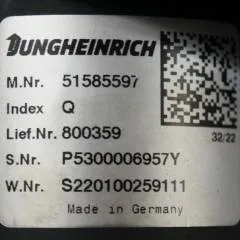 JUNGHEINRICH
M.Nr. 51585597
Index Q
Lief.Nr. 800359
32/22
S.Nr. P5300006957Y
W.Nr. S220100259111
Made in Germany